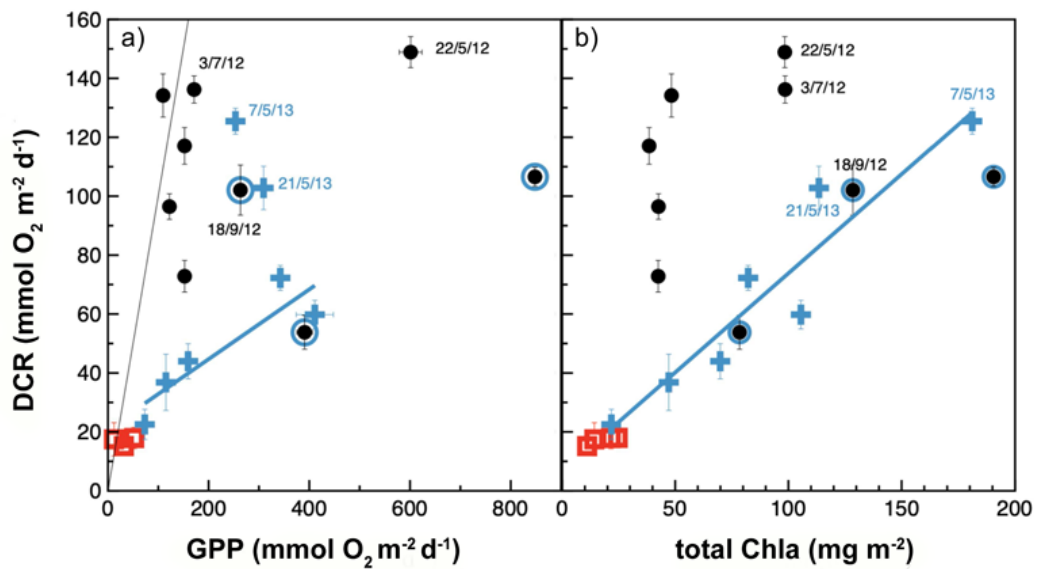 a)
b)
160
140
120
100
80
60
40
20
0
DCR (mmol O₂ m⁻² d⁻¹)
3/7/12
22/5/12
7/5/13
21/5/13
18/9/12
22/5/12
3/7/12
7/5/13
18/9/12
21/5/13
0 200 400 600 800
0 50 100 150 200
GPP (mmol O₂ m⁻² d⁻¹)
total Chla (mg m⁻²)